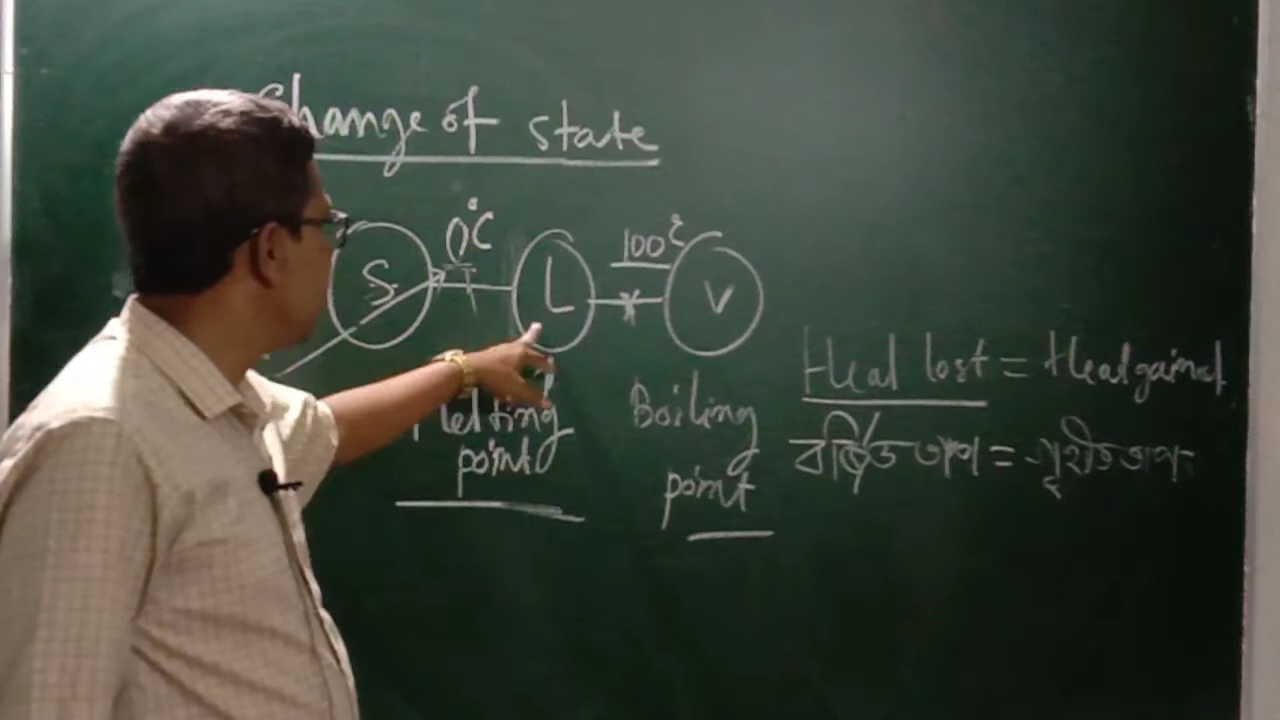 Change of state
0°C
100°C
S
L
V
Melting
point
Boiling
point
Heat lost = Heat gained
বর্জিত তাপ = গৃহীত তাপ